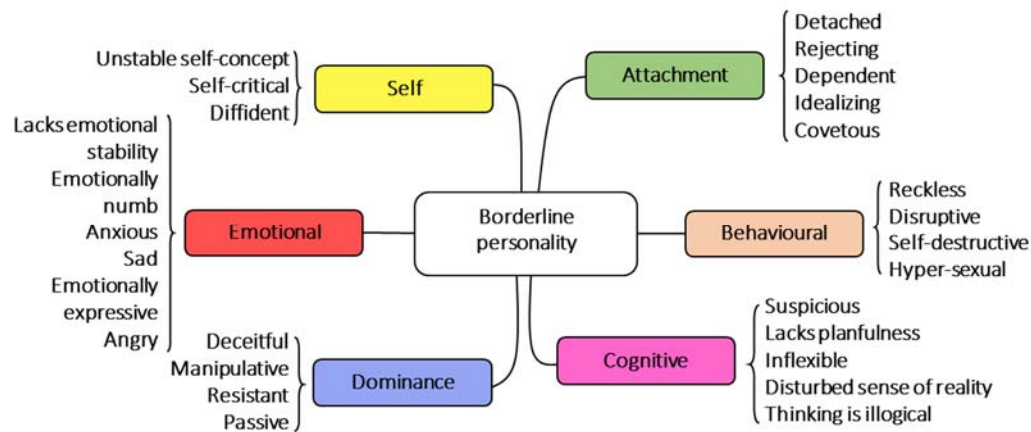 Unstable self-concept
Self-critical
Diffident
Self
Attachment
Detached
Rejecting
Dependent
Idealizing
Covetous
Lacks emotional
stability
Emotionally
numb
Anxious
Sad
Emotionally
expressive
Angry
Emotional
Borderline
personality
Behavioural
Reckless
Disruptive
Self-destructive
Hyper-sexual
Deceitful
Manipulative
Resistant
Passive
Dominance
Cognitive
Suspicious
Lacks planfulness
Inflexible
Disturbed sense of reality
Thinking is illogical